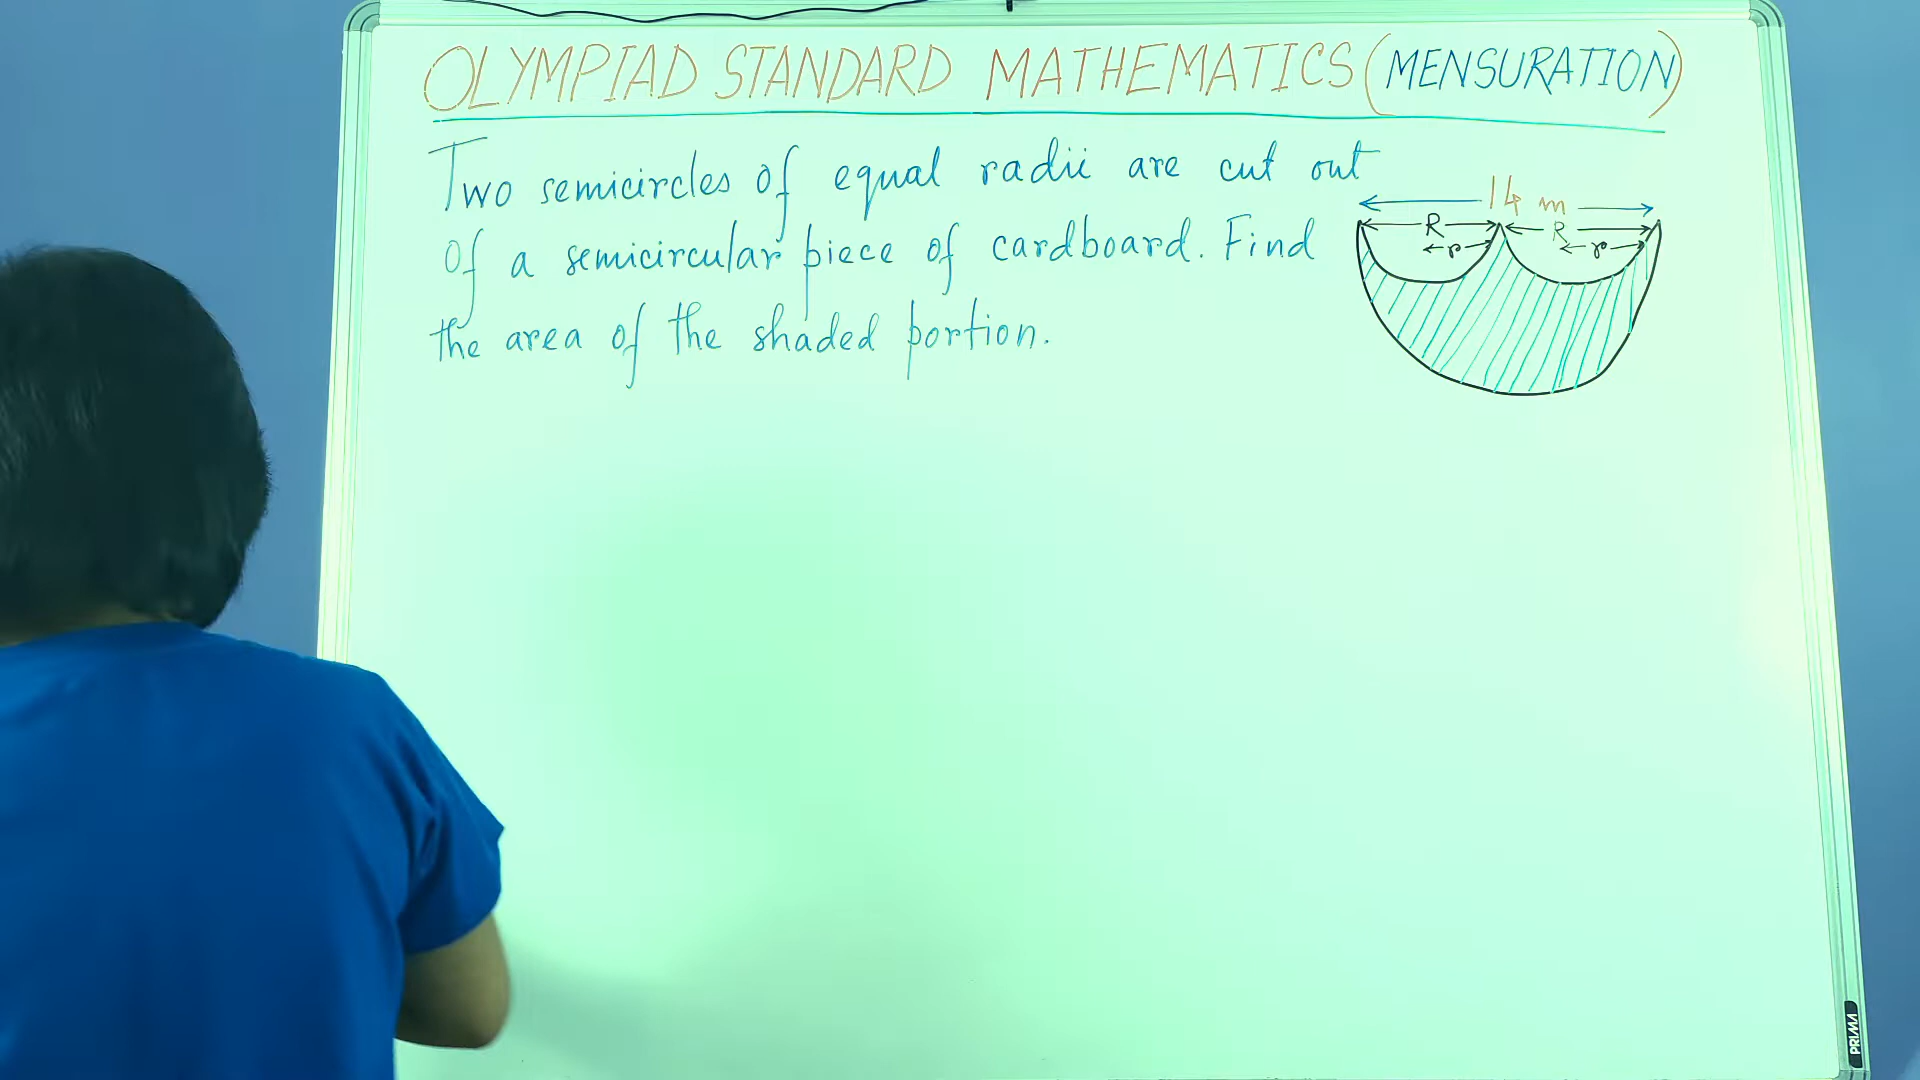 OLYMPIAD STANDARD MATHEMATICS (MENSURATION)
Two semicircles of equal radii are cut out
of a semicircular piece of cardboard. Find
the area of the shaded portion.
14 m
R R
r r
PRIMA